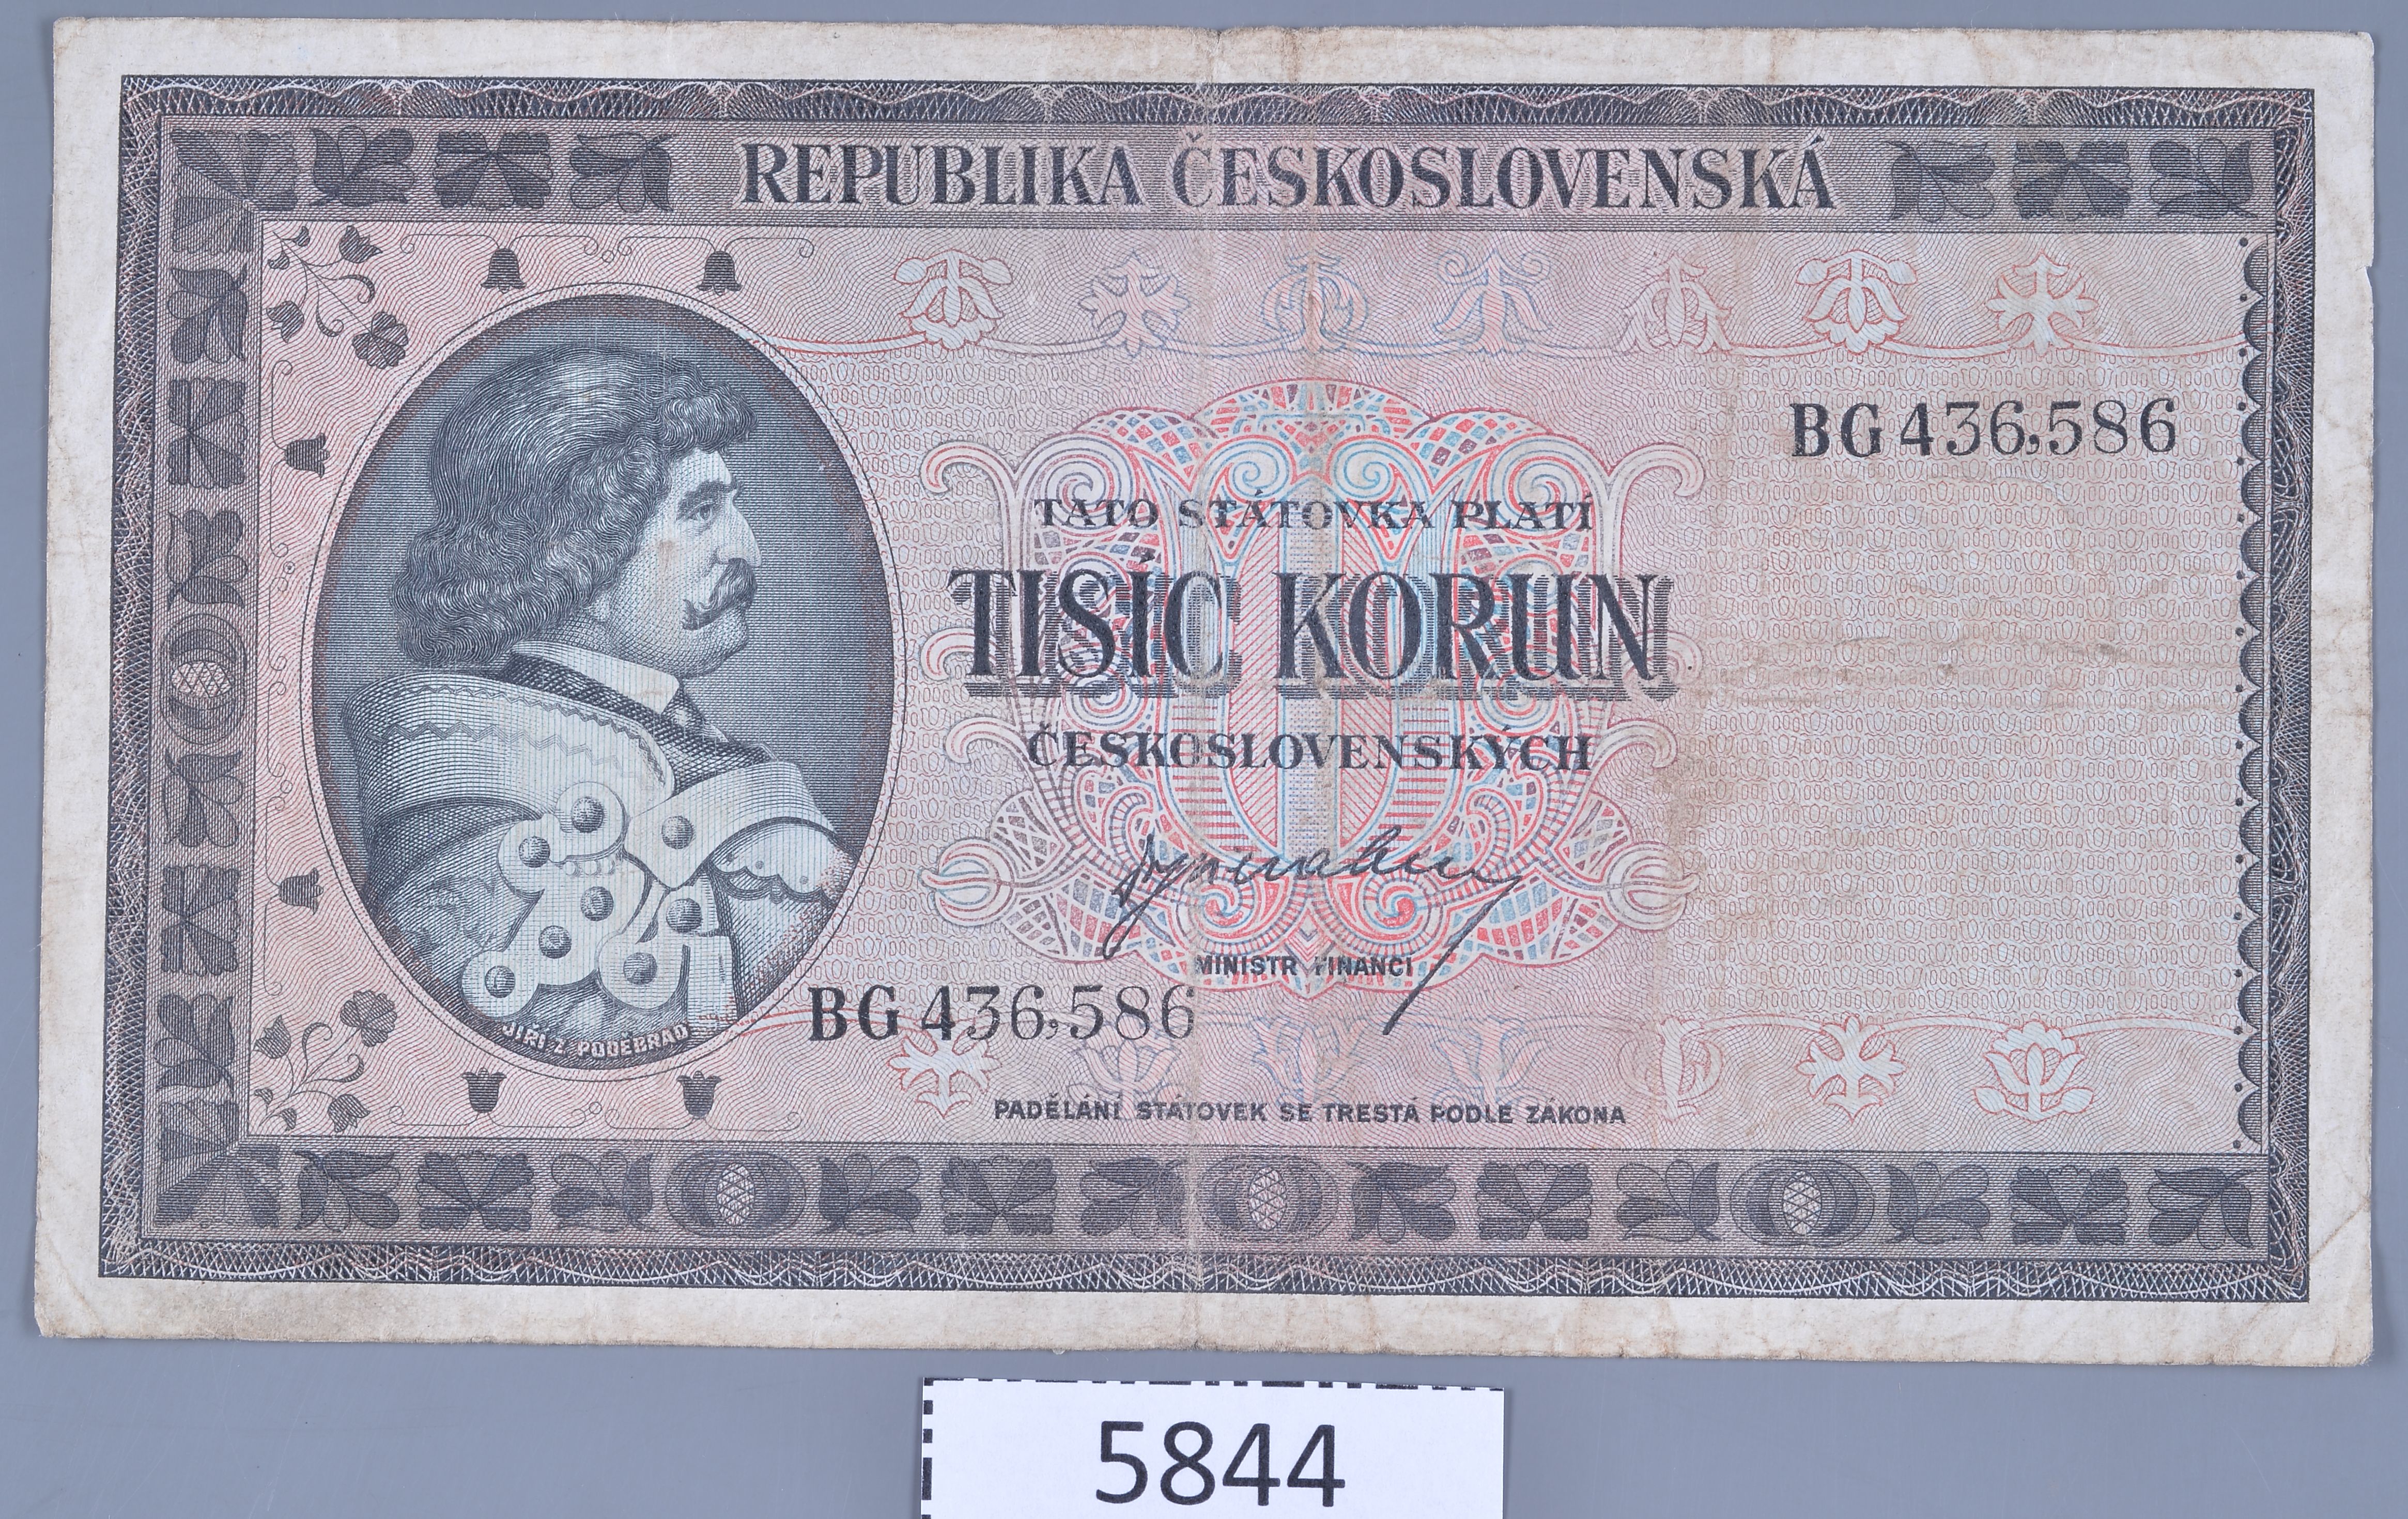 REPUBLIKA ČESKOSLOVENSKÁ
BG 436,586
TATO STÁTOVKA PLATÍ
TISÍC KORUN
ČESKOSLOVENSKÝCH
MINISTR FINANCÍ
BG 436,586
JIŘÍ Z PODĚBRAD
PADĚLÁNÍ STÁTOVEK SE TRESTÁ PODLE ZÁKONA
5844